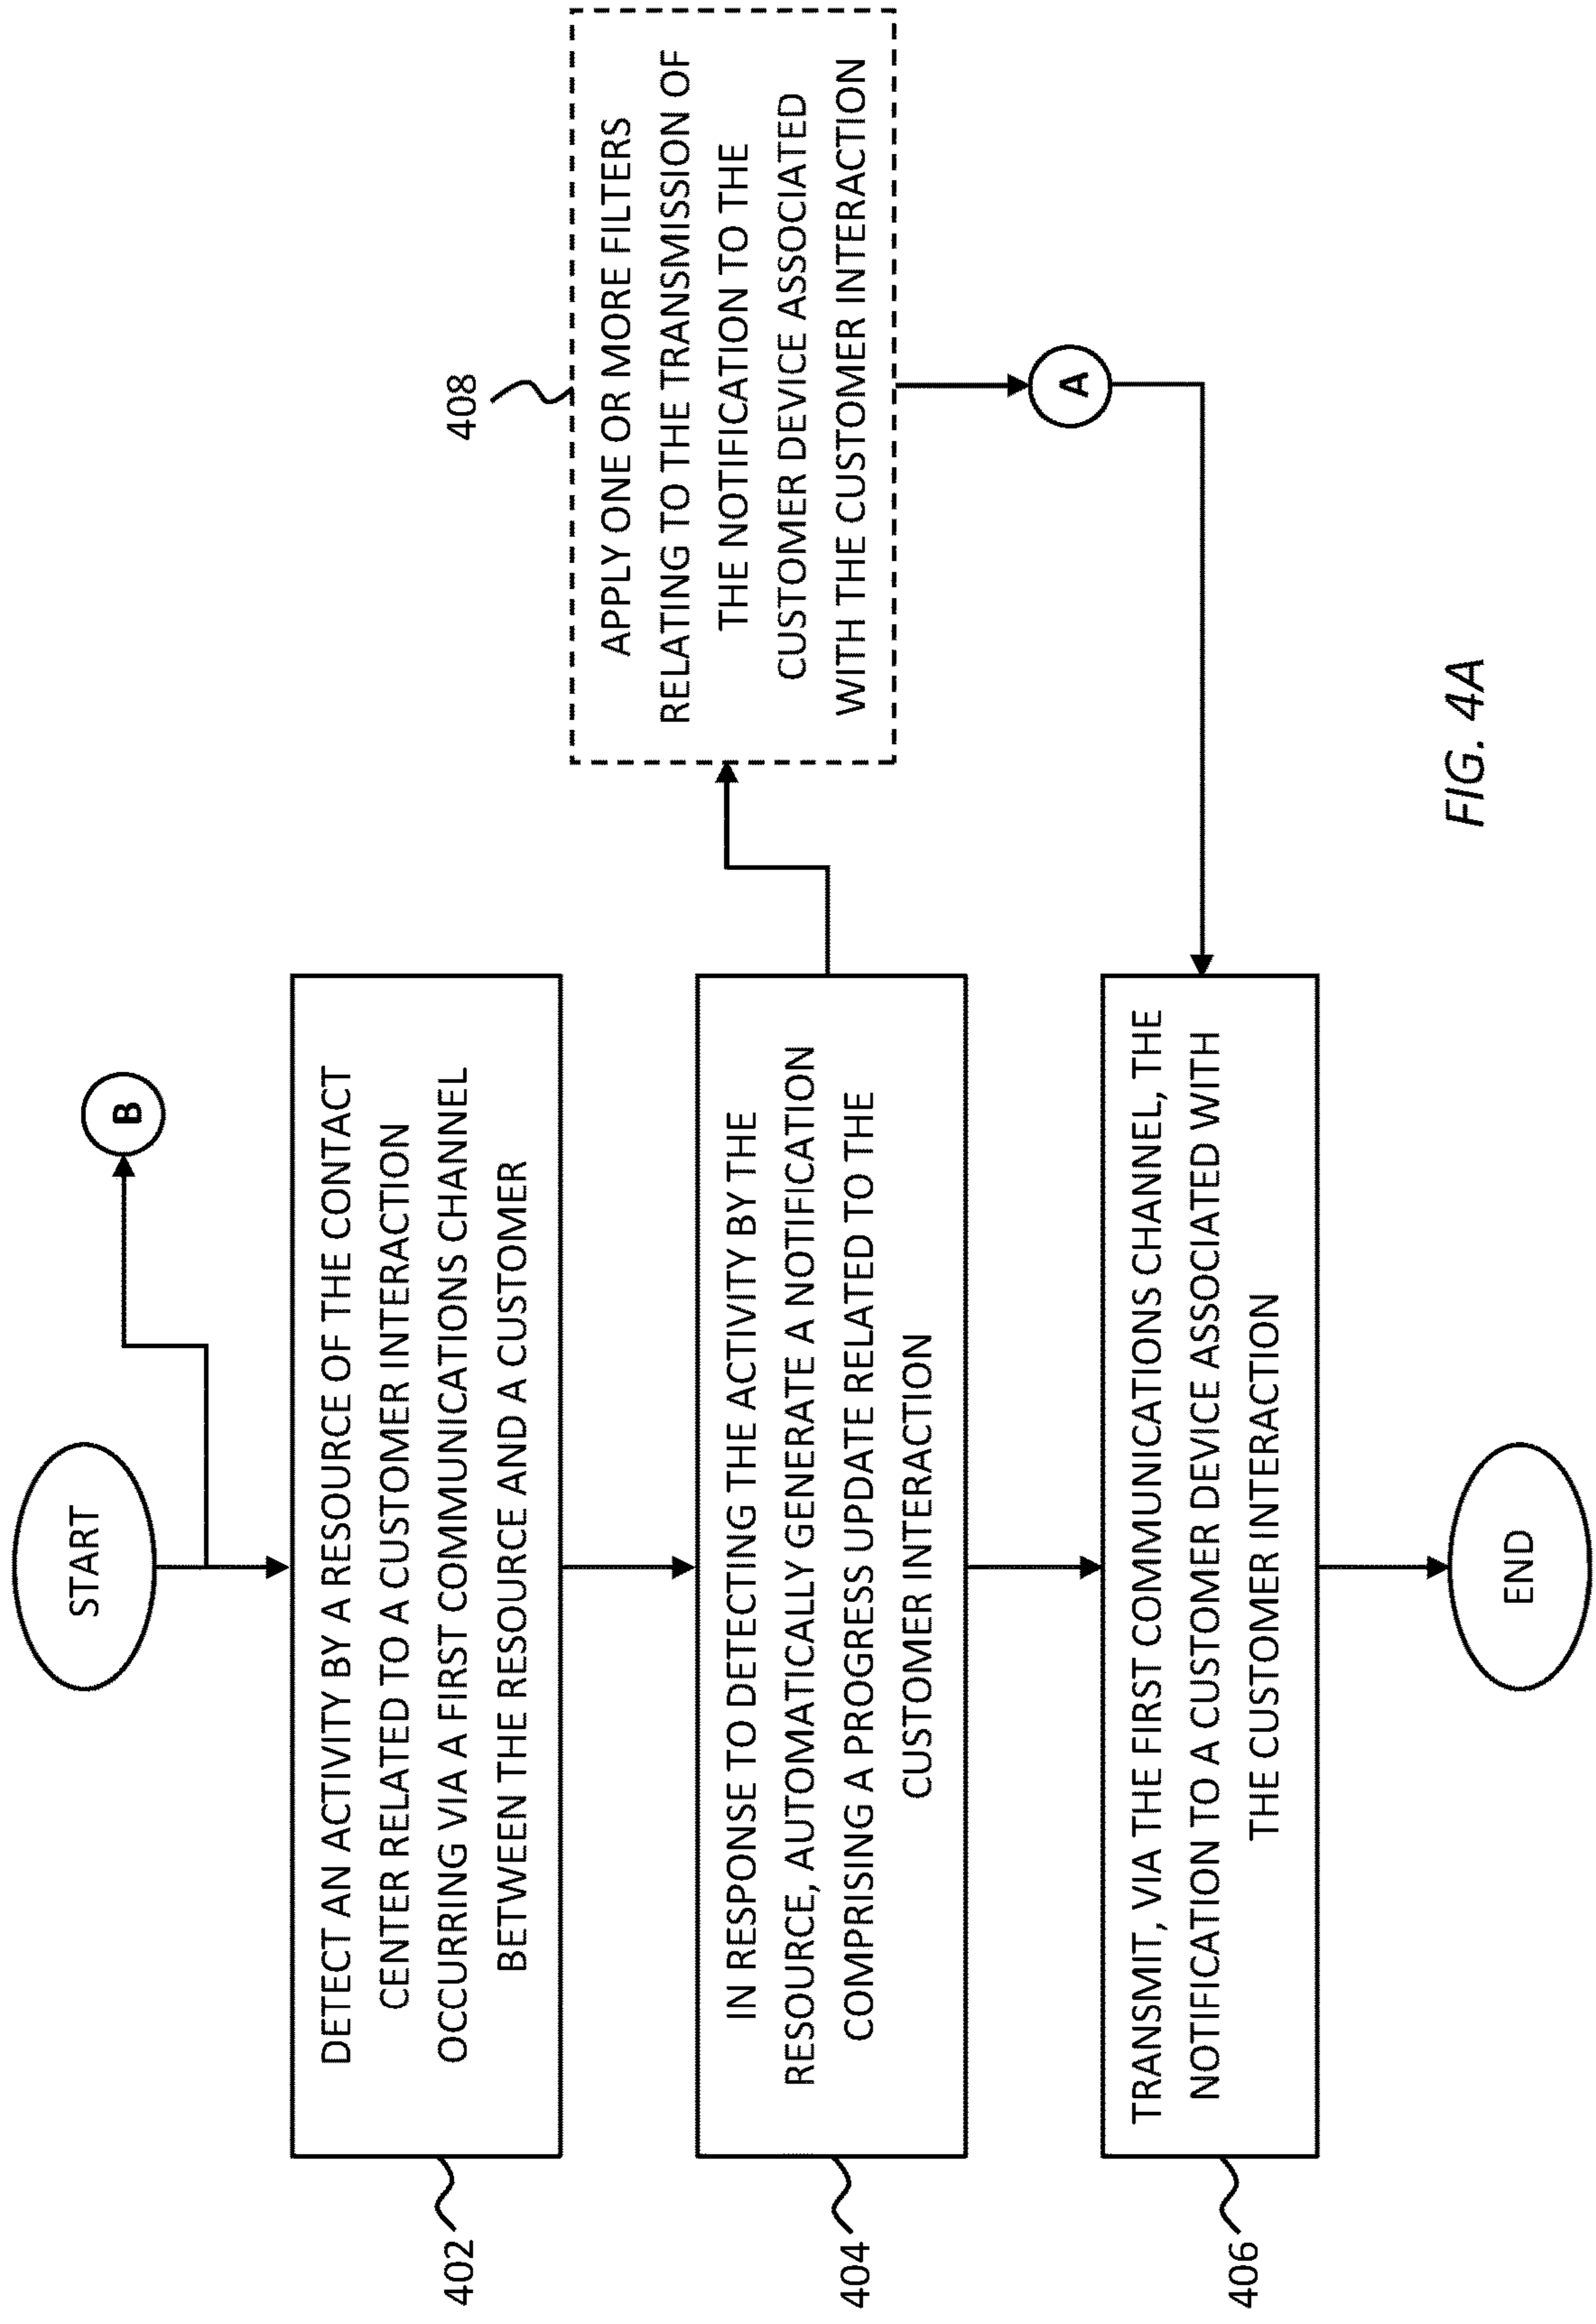 START
B
DETECT AN ACTIVITY BY A RESOURCE OF THE CONTACT
CENTER RELATED TO A CUSTOMER INTERACTION
OCCURRING VIA A FIRST COMMUNICATIONS CHANNEL
BETWEEN THE RESOURCE AND A CUSTOMER
402
IN RESPONSE TO DETECTING THE ACTIVITY BY THE
RESOURCE, AUTOMATICALLY GENERATE A NOTIFICATION
COMPRISING A PROGRESS UPDATE RELATED TO THE
CUSTOMER INTERACTION
404
408
APPLY ONE OR MORE FILTERS
RELATING TO THE TRANSMISSION OF
THE NOTIFICATION TO THE
CUSTOMER DEVICE ASSOCIATED
WITH THE CUSTOMER INTERACTION
A
TRANSMIT, VIA THE FIRST COMMUNICATIONS CHANNEL, THE
NOTIFICATION TO A CUSTOMER DEVICE ASSOCIATED WITH
THE CUSTOMER INTERACTION
406
END
FIG. 4A